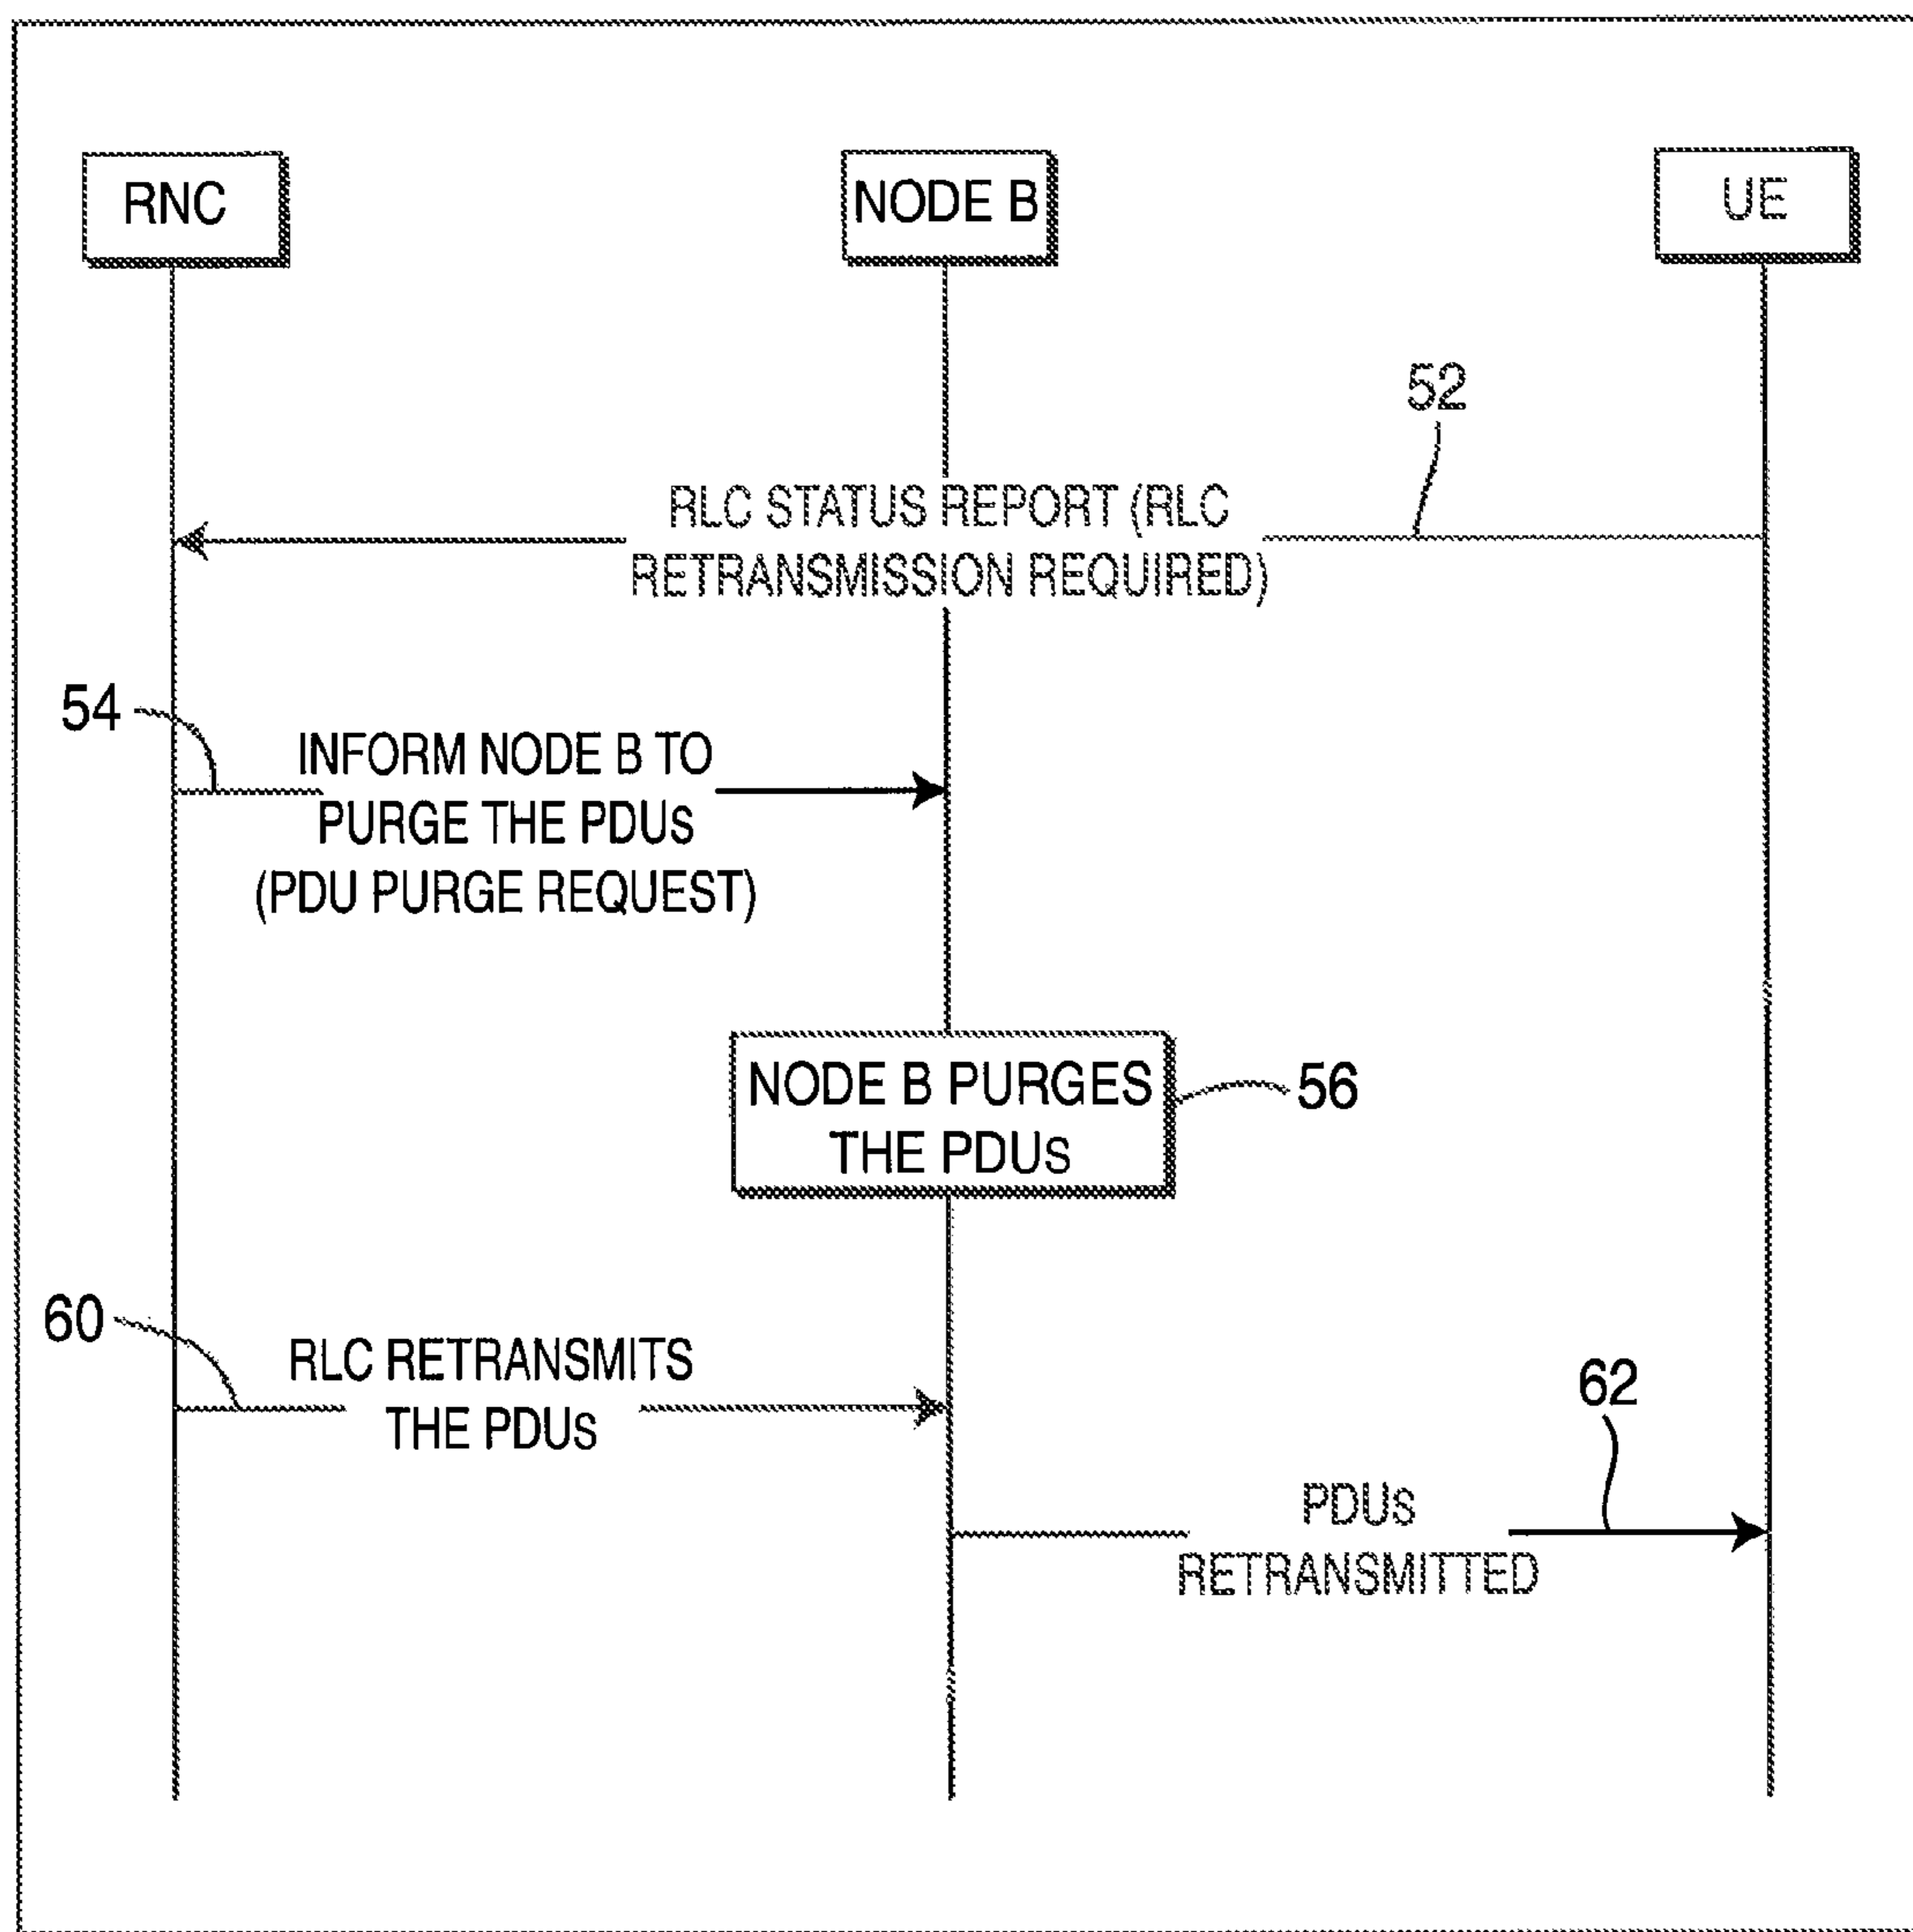 RNC
NODE B
UE
52
RLC STATUS REPORT (RLC
RETRANSMISSION REQUIRED)
54
INFORM NODE B TO
PURGE THE PDUs
(PDU PURGE REQUEST)
NODE B PURGES
THE PDUs
56
60
RLC RETRANSMITS
THE PDUs
62
PDUs
RETRANSMITTED